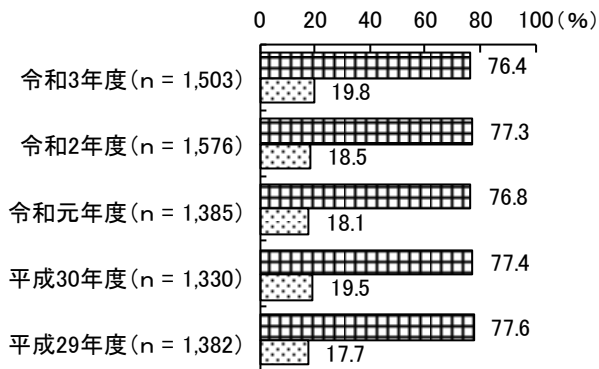 0 20 40 60 80 100(%)
令和3年度(n = 1,503) 76.4
19.8
令和2年度(n = 1,576) 77.3
18.5
令和元年度(n = 1,385) 76.8
18.1
平成30年度(n = 1,330) 77.4
19.5
平成29年度(n = 1,382) 77.6
17.7